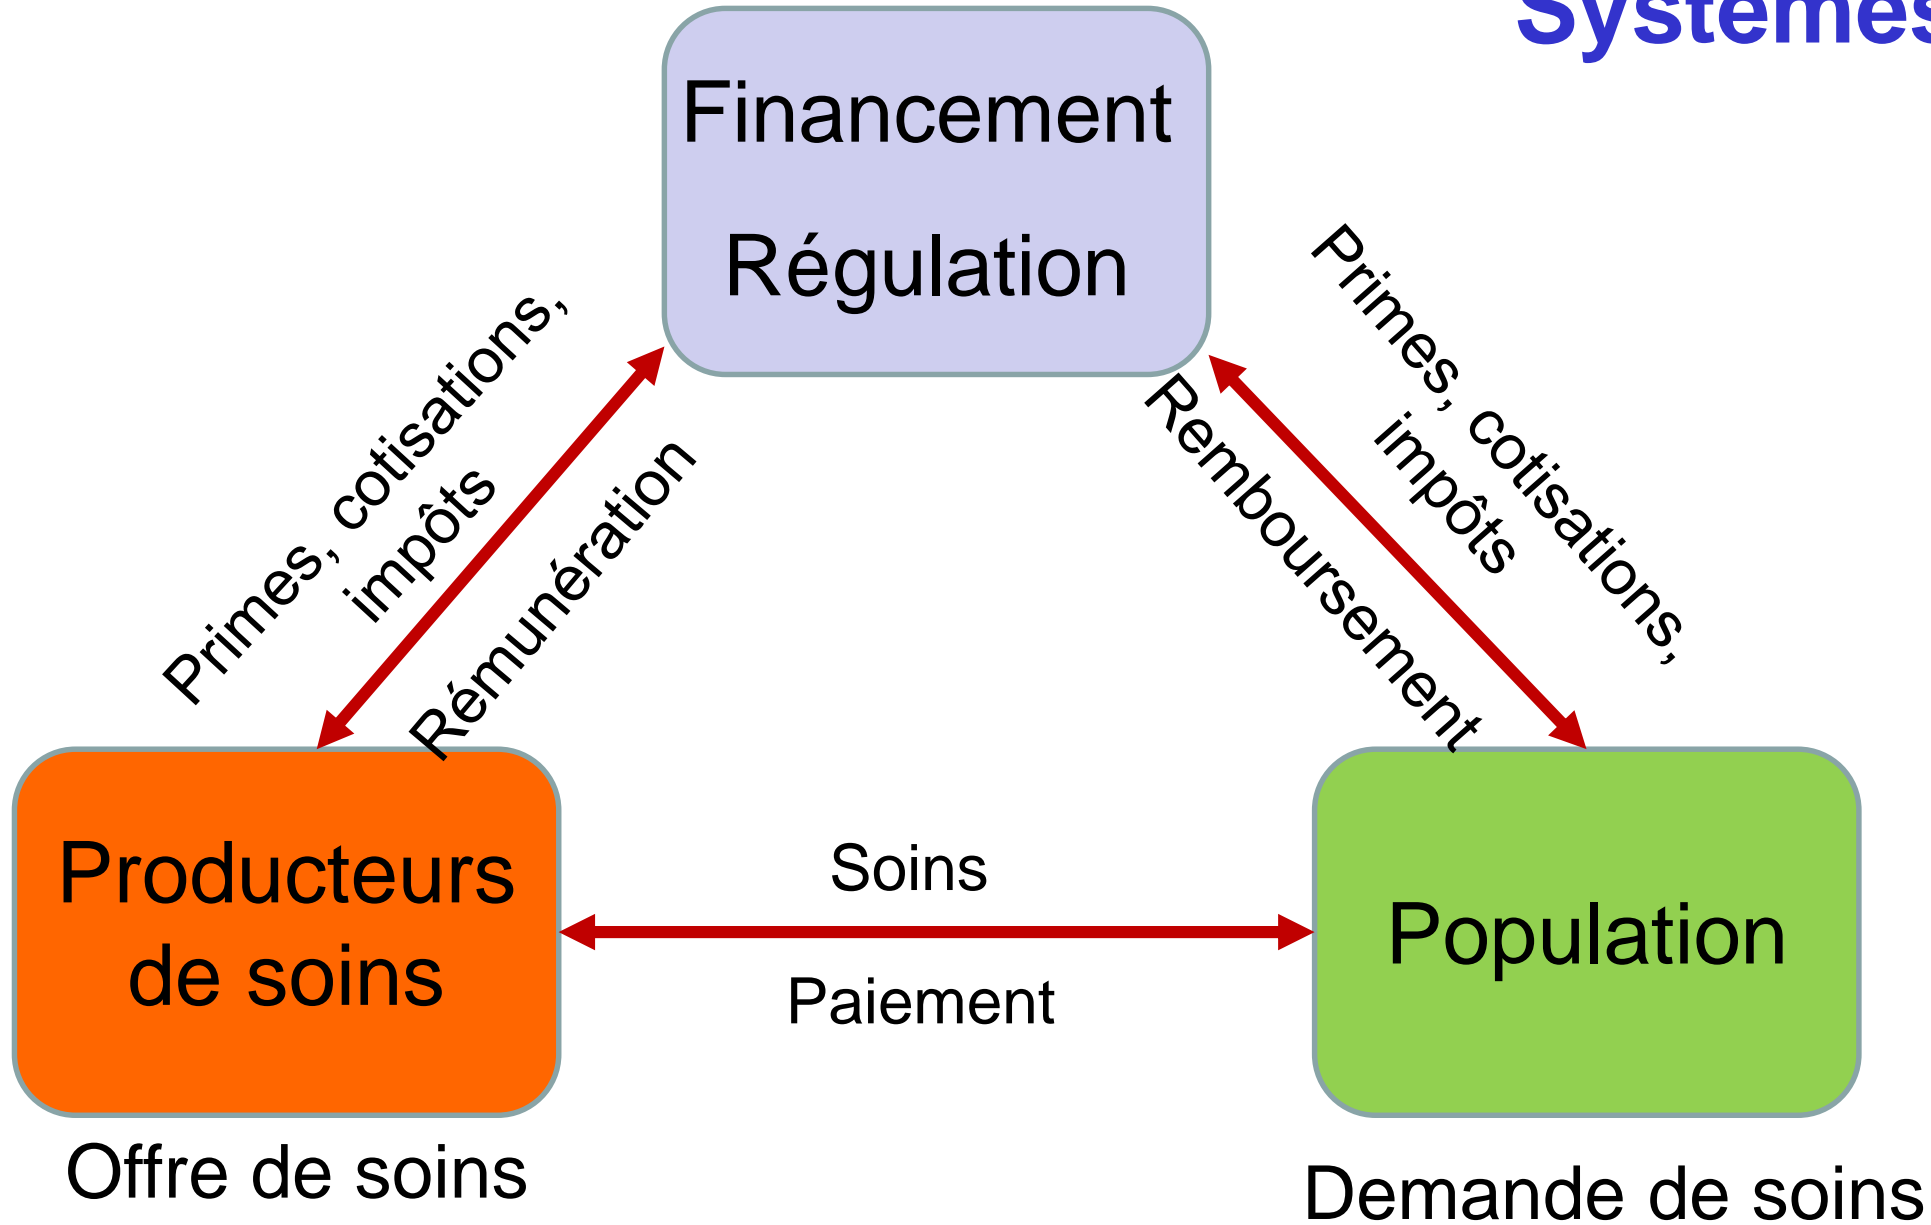 Systèmes
Financement
Régulation
Primes, cotisations,
impôts
Rémunération
Primes, cotisations,
impôts
Remboursement
Producteurs
de soins
Soins
Paiement
Population
Offre de soins
Demande de soins